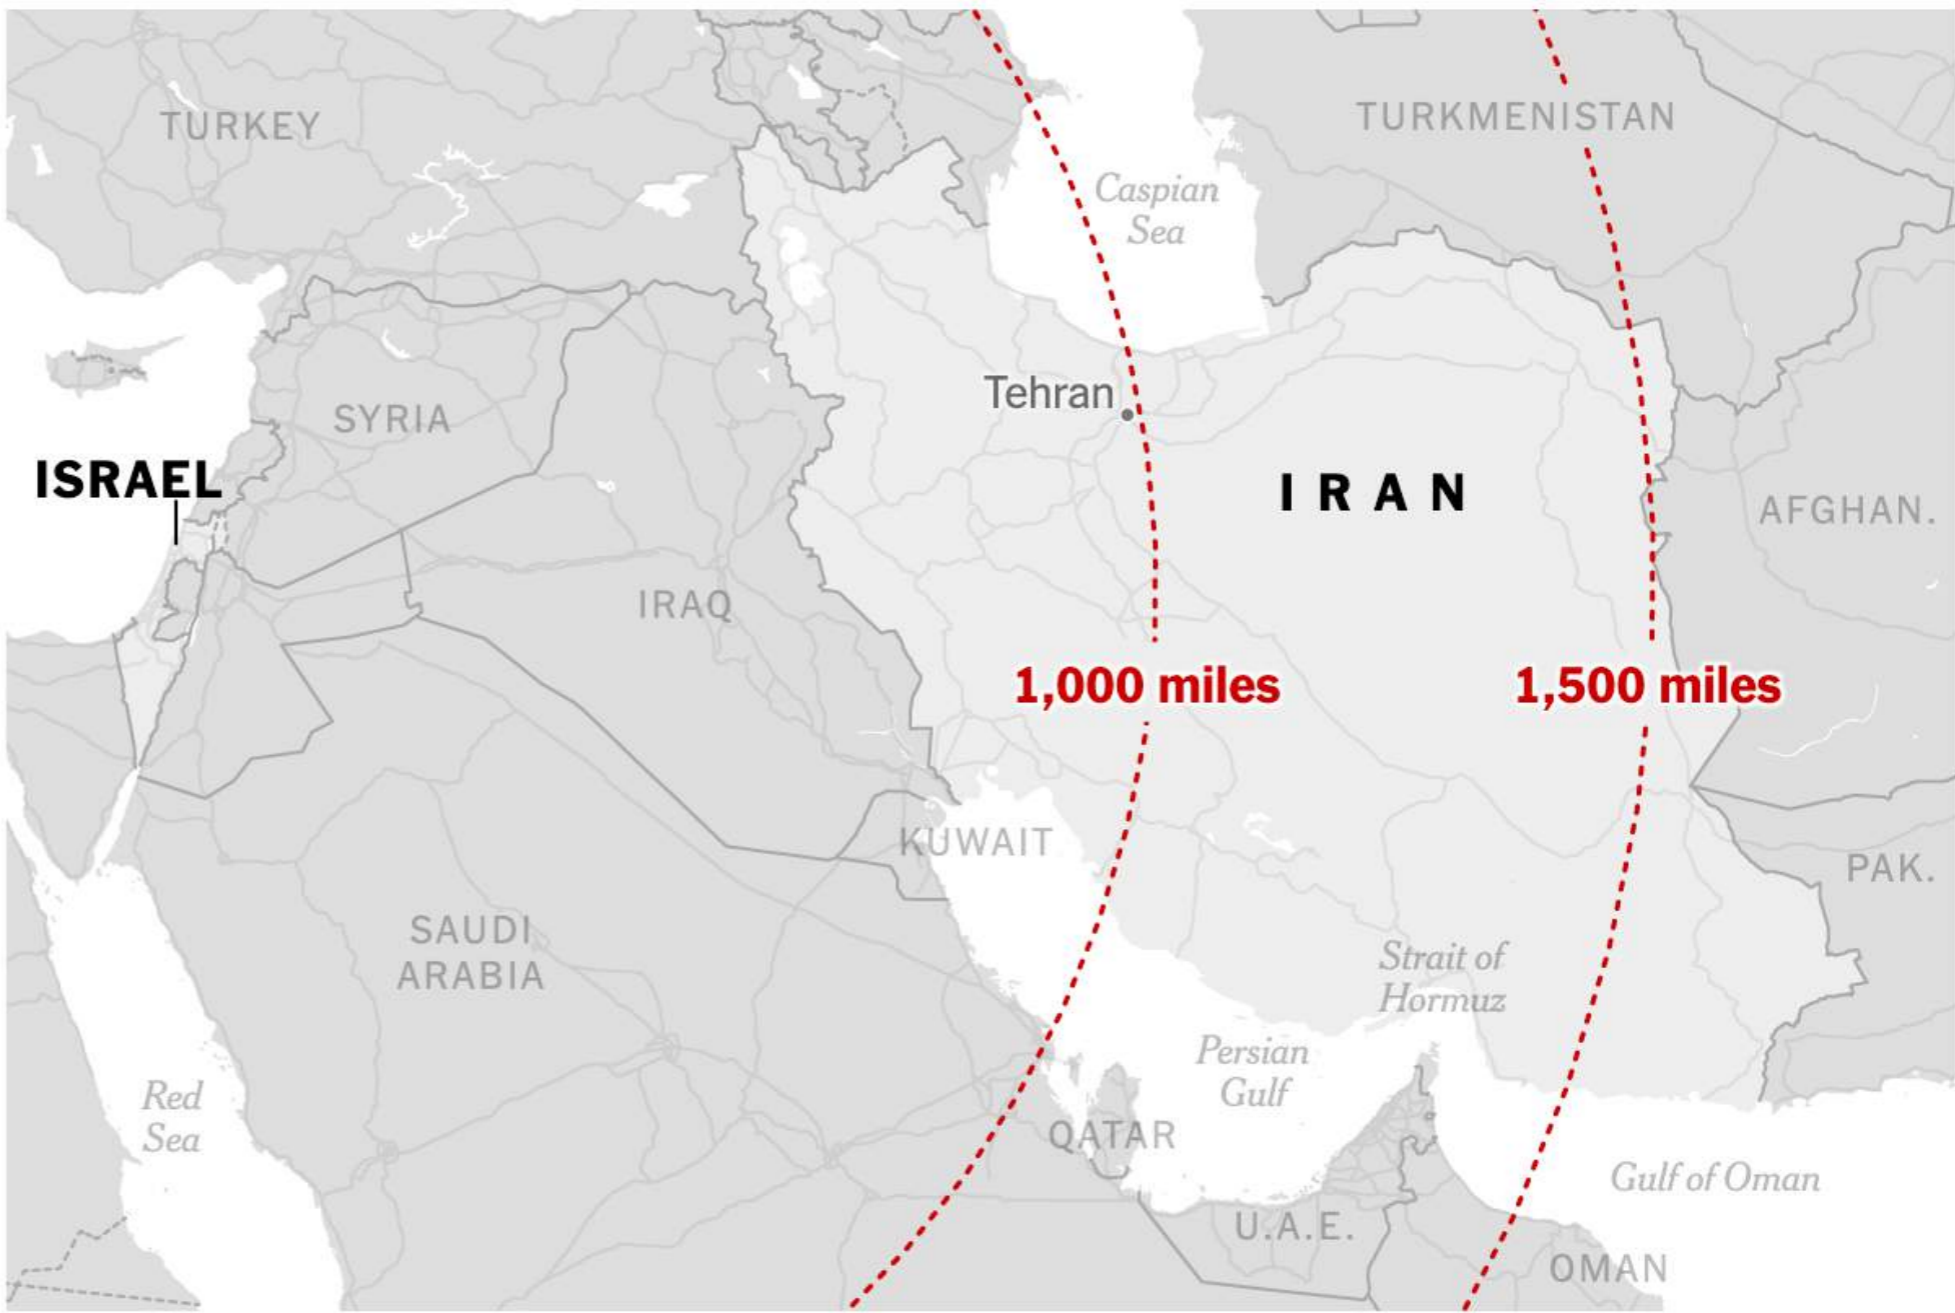 TURKEY
TURKMENISTAN
Caspian
Sea
Tehran
SYRIA
ISRAEL
IRAN
AFGHAN.
IRAQ
1,000 miles
1,500 miles
KUWAIT
PAK.
SAUDI
ARABIA
Strait of
Hormuz
Persian
Gulf
Red
Sea
QATAR
Gulf of Oman
U.A.E.
OMAN